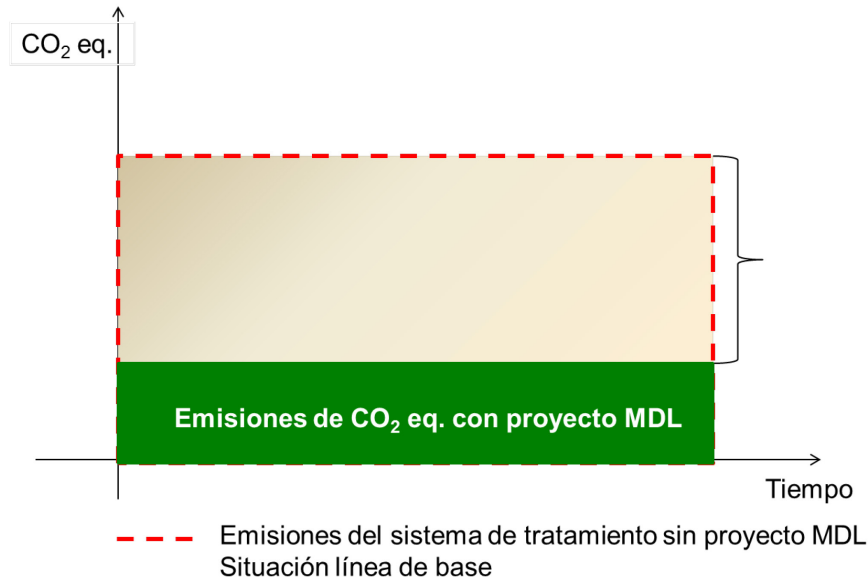 CO₂ eq.
Emisiones de CO₂ eq. con proyecto MDL
Tiempo
Emisiones del sistema de tratamiento sin proyecto MDL
Situación línea de base